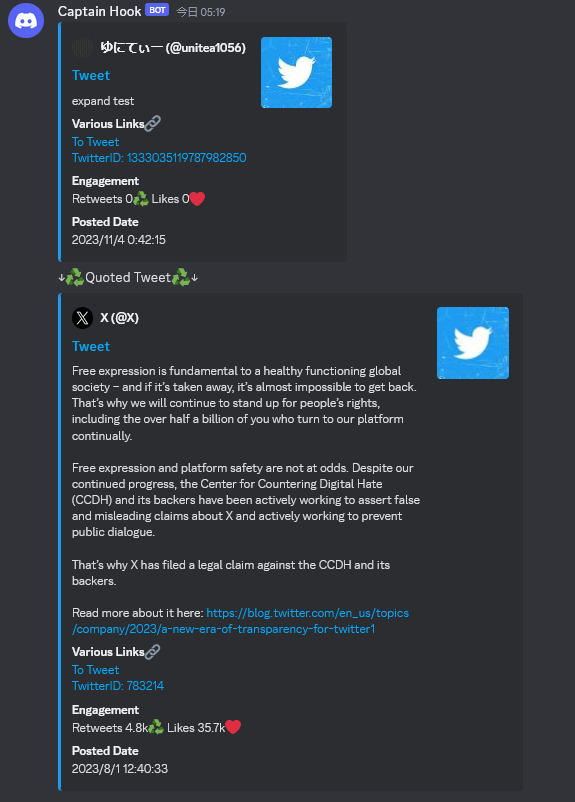 Captain Hook BOT 今日 05:19
ゆにてぃー (@unitea1056)
Tweet
expand test
Various Links🔗
To Tweet
TwitterID: 1333035119787982850
Engagement
Retweets 0♻️ Likes 0❤️
Posted Date
2023/11/4 0:42:15
↓♻️Quoted Tweet♻️↓
X (@X)
Tweet
Free expression is fundamental to a healthy functioning global
society – and if it's taken away, it's almost impossible to get back.
That's why we will continue to stand up for people's rights,
including the over half a billion of you who turn to our platform
continually.
Free expression and platform safety are not at odds. Despite our
continued progress, the Center for Countering Digital Hate
(CCDH) and its backers have been actively working to assert false
and misleading claims about X and actively working to prevent
public dialogue.
That's why X has filed a legal claim against the CCDH and its
backers.
Read more about it here: https://blog.twitter.com/en_us/topics
/company/2023/a-new-era-of-transparency-for-twitter1
Various Links🔗
To Tweet
TwitterID: 783214
Engagement
Retweets 4.8k♻️ Likes 35.7k❤️
Posted Date
2023/8/1 12:40:33